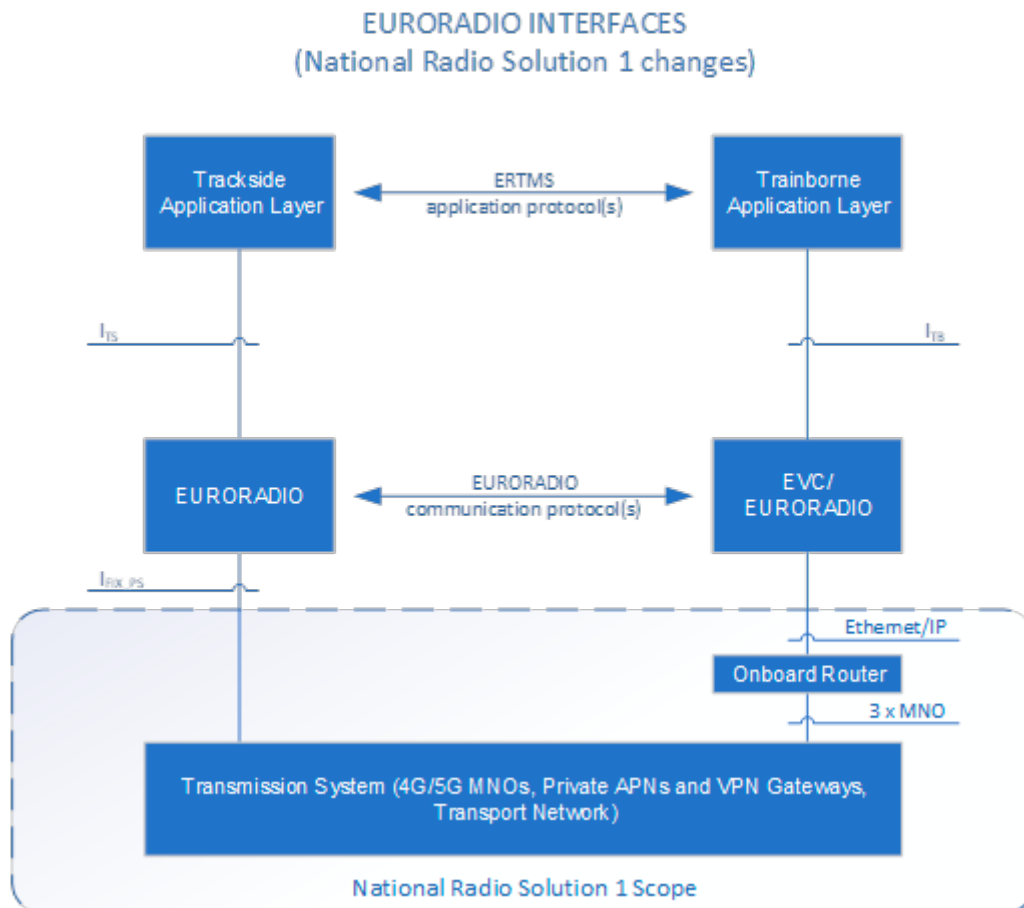 EURORADIO INTERFACES
(National Radio Solution 1 changes)
Trackside
Application Layer
ERTMS
application protocol(s)
Trainborne
Application Layer
ITS
ITB
EURORADIO
EURORADIO
communication protocol(s)
EVC/
EURORADIO
IFIX_PS
Ethernet/IP
Onboard Router
3 x MNO
Transmission System (4G/5G MNOs, Private APNs and VPN Gateways,
Transport Network)
National Radio Solution 1 Scope